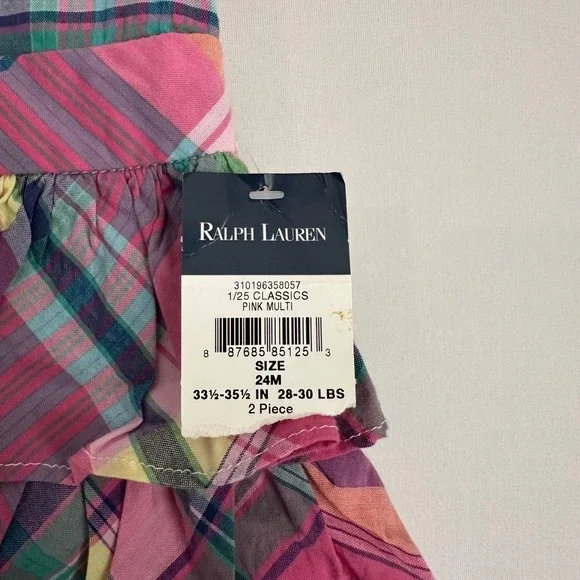 RALPH LAUREN
310196358057
1/25 CLASSICS
PINK MULTI
8 87685 85125 3
SIZE
24M
33½-35½ IN 28-30 LBS
2 Piece